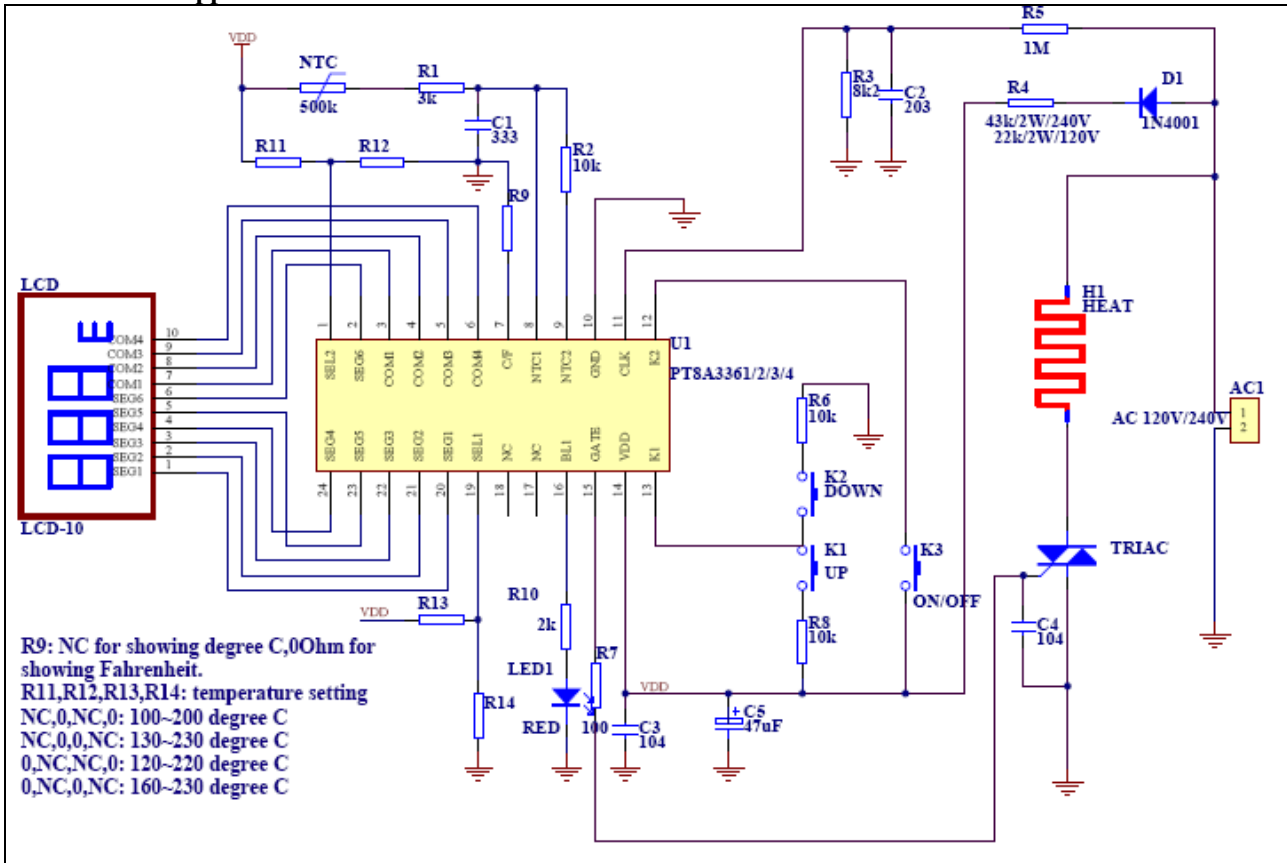 VDD
NTC
500k
R1
3k
C1
333
R2
10k
R11
R12
R9
R5
1M
R3
8k2
C2
203
R4
43k/2W/240V
22k/2W/120V
D1
1N4001
LCD
COM4 10
COM3 9
COM2 8
COM1 7
SEG6 6
SEG5 5
SEG4 4
SEG3 3
SEG2 2
SEG1 1
LCD-10
1 2 3 4 5 6 7 8 9 10 11 12
SEL2 SEG6 COM1 COM2 COM3 COM4 C/F NTC1 NTC2 GND CLK K2
U1
PT8A3361/2/3/4
SEG4 SEG5 SEG3 SEG2 SEG1 SEL1 NC NC BL1 GATE VDD K1
24 23 22 21 20 19 18 17 16 15 14 13
R6
10k
K2
DOWN
K1
UP
R8
10k
K3
ON/OFF
H1
HEAT
AC1
AC 120V/240V
1
2
TRIAC
C4
104
VDD
R13
R14
R10
2k
LED1
RED
R7
100
VDD
C3
104
+
C5
47uF
R9: NC for showing degree C,0Ohm for
showing Fahrenheit.
R11,R12,R13,R14: temperature setting
NC,0,NC,0: 100~200 degree C
NC,0,0,NC: 130~230 degree C
0,NC,NC,0: 120~220 degree C
0,NC,0,NC: 160~230 degree C